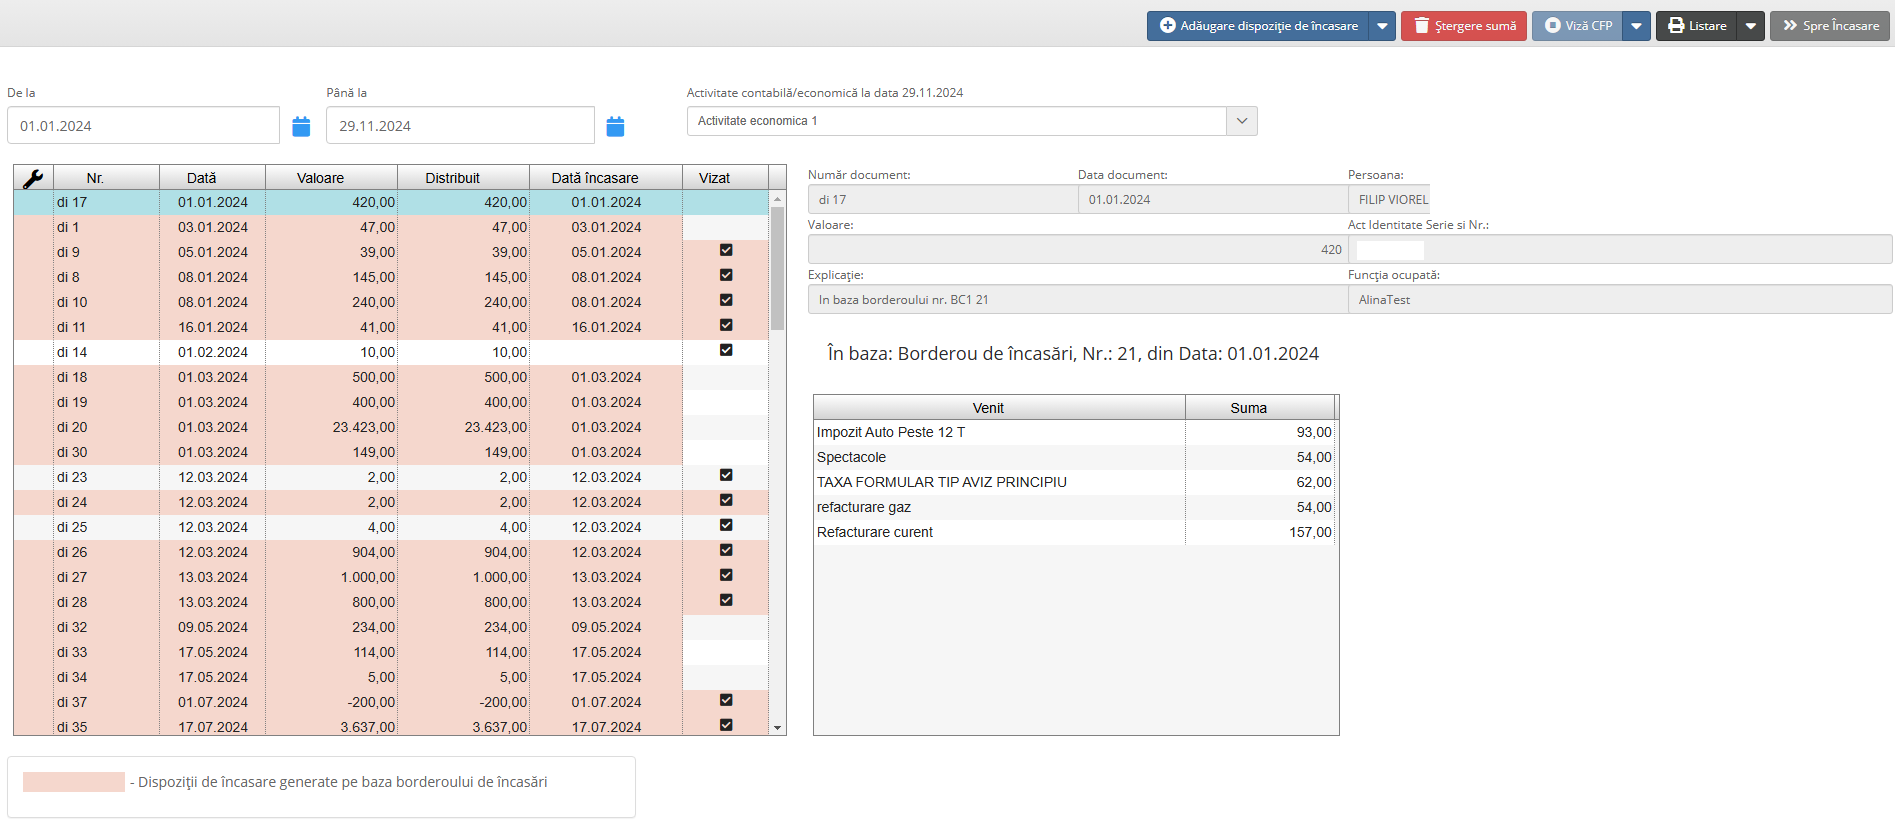 Adăugare dispoziție de încasare
Ștergere sumă
Viză CFP
Listare
Spre Încasare
De la
Până la
Activitate contabilă/economică la data 29.11.2024
01.01.2024
29.11.2024
Activitate economica 1
Nr. Dată Valoare Distribuit Dată încasare Vizat
di 17 01.01.2024 420,00 420,00 01.01.2024
di 1 03.01.2024 47,00 47,00 03.01.2024
di 9 05.01.2024 39,00 39,00 05.01.2024
di 8 08.01.2024 145,00 145,00 08.01.2024
di 10 08.01.2024 240,00 240,00 08.01.2024
di 11 16.01.2024 41,00 41,00 16.01.2024
di 14 01.02.2024 10,00 10,00
di 18 01.03.2024 500,00 500,00 01.03.2024
di 19 01.03.2024 400,00 400,00 01.03.2024
di 20 01.03.2024 23.423,00 23.423,00 01.03.2024
di 30 01.03.2024 149,00 149,00 01.03.2024
di 23 12.03.2024 2,00 2,00 12.03.2024
di 24 12.03.2024 2,00 2,00 12.03.2024
di 25 12.03.2024 4,00 4,00 12.03.2024
di 26 12.03.2024 904,00 904,00 12.03.2024
di 27 13.03.2024 1.000,00 1.000,00 13.03.2024
di 28 13.03.2024 800,00 800,00 13.03.2024
di 32 09.05.2024 234,00 234,00 09.05.2024
di 33 17.05.2024 114,00 114,00 17.05.2024
di 34 17.05.2024 5,00 5,00 17.05.2024
di 37 01.07.2024 -200,00 -200,00 01.07.2024
di 35 17.07.2024 3.637,00 3.637,00 17.07.2024
- Dispoziții de încasare generate pe baza borderoului de încasări
Număr document: Data document: Persoana:
di 17 01.01.2024 FILIP VIOREL
Valoare: Act Identitate Serie si Nr.:
420
Explicație: Funcția ocupată:
In baza borderoului nr. BC1 21 AlinaTest
În baza: Borderou de încasări, Nr.: 21, din Data: 01.01.2024
Venit Suma
Impozit Auto Peste 12 T 93,00
Spectacole 54,00
TAXA FORMULAR TIP AVIZ PRINCIPIU 62,00
refacturare gaz 54,00
Refacturare curent 157,00